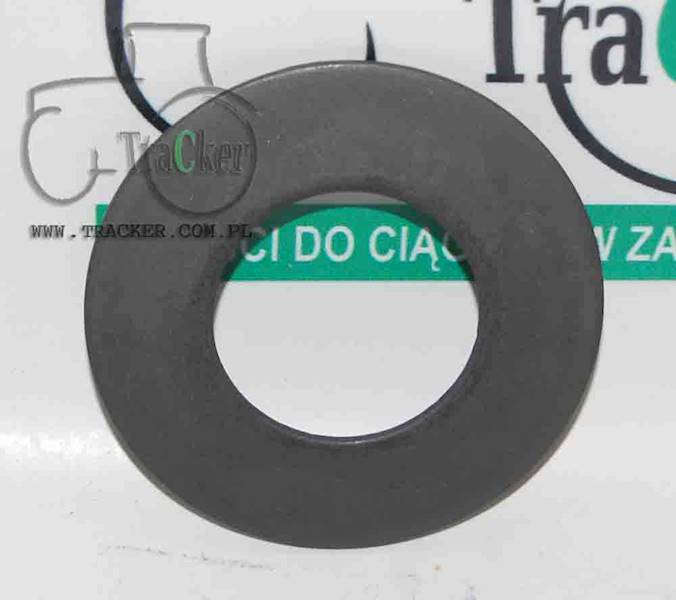 Tra
TraCker
WWW.TRACKER.COM.PL
CI DO CIĄG
W ZA